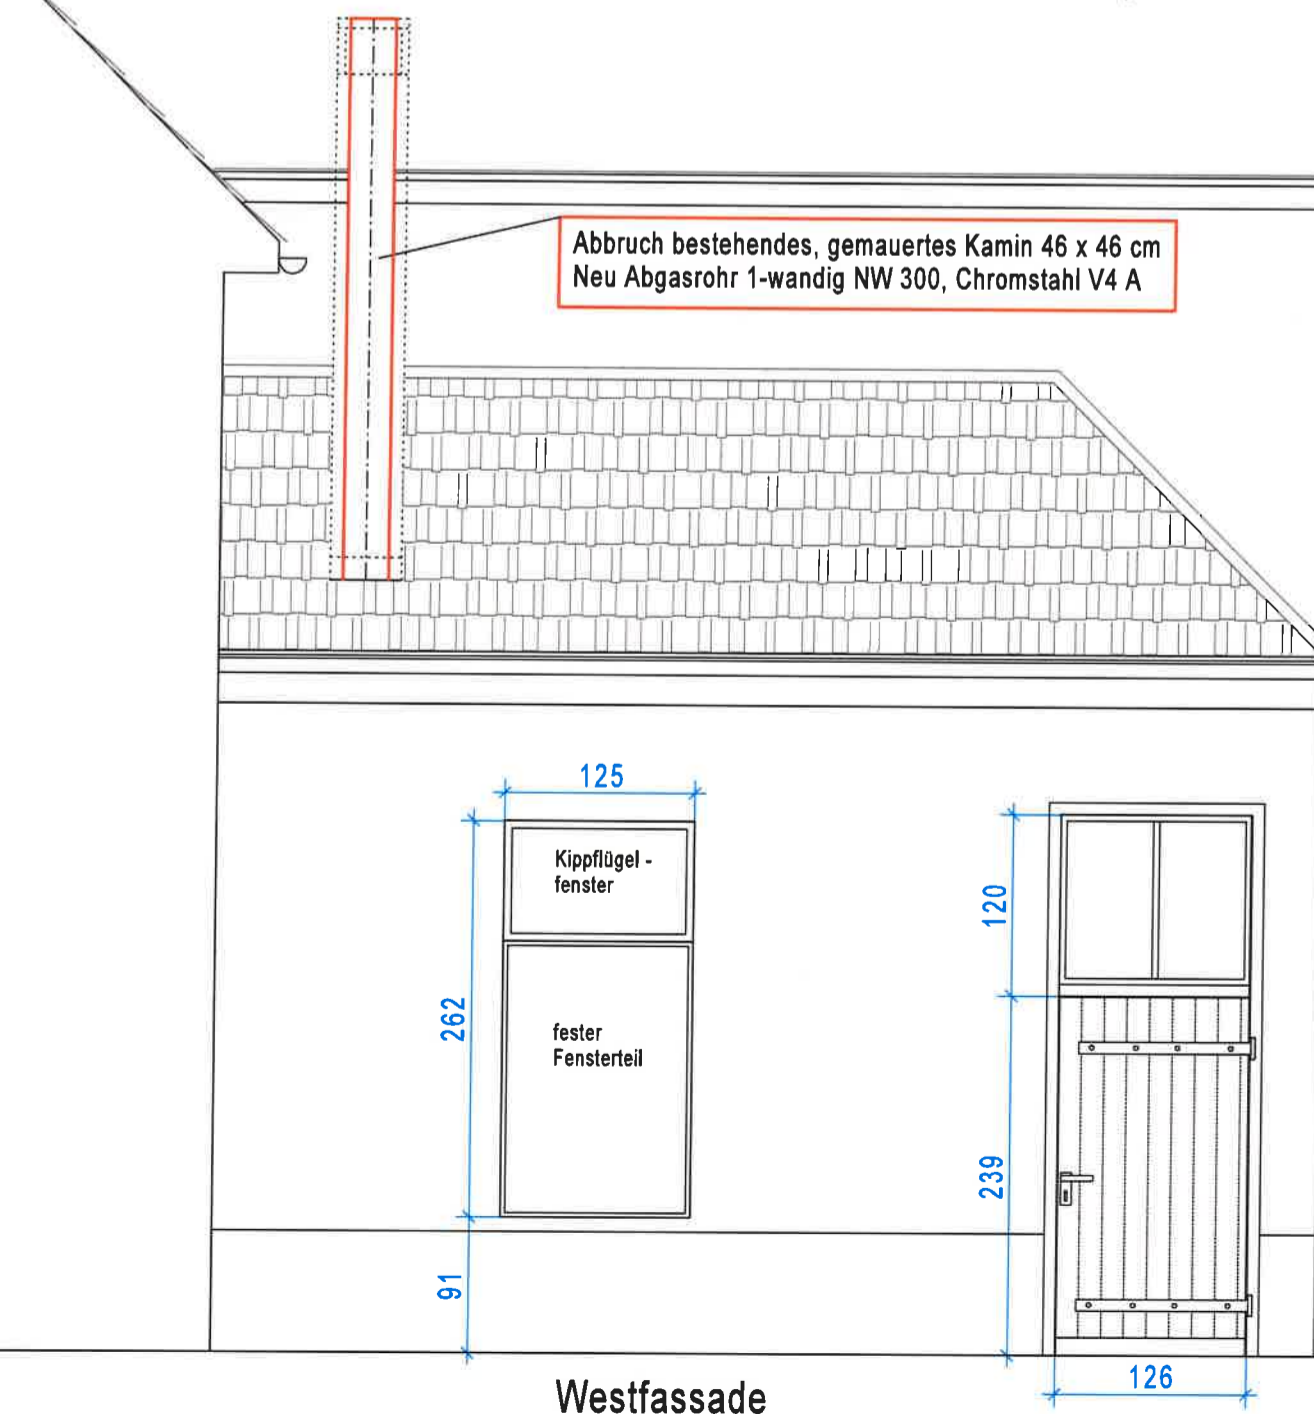 Abbruch bestehendes, gemauertes Kamin 46 x 46 cm
Neu Abgasrohr 1-wandig NW 300, Chromstahl V4 A
125
Kippflügel -
fenster
120
262
fester
Fensterteil
239
91
126
Westfassade